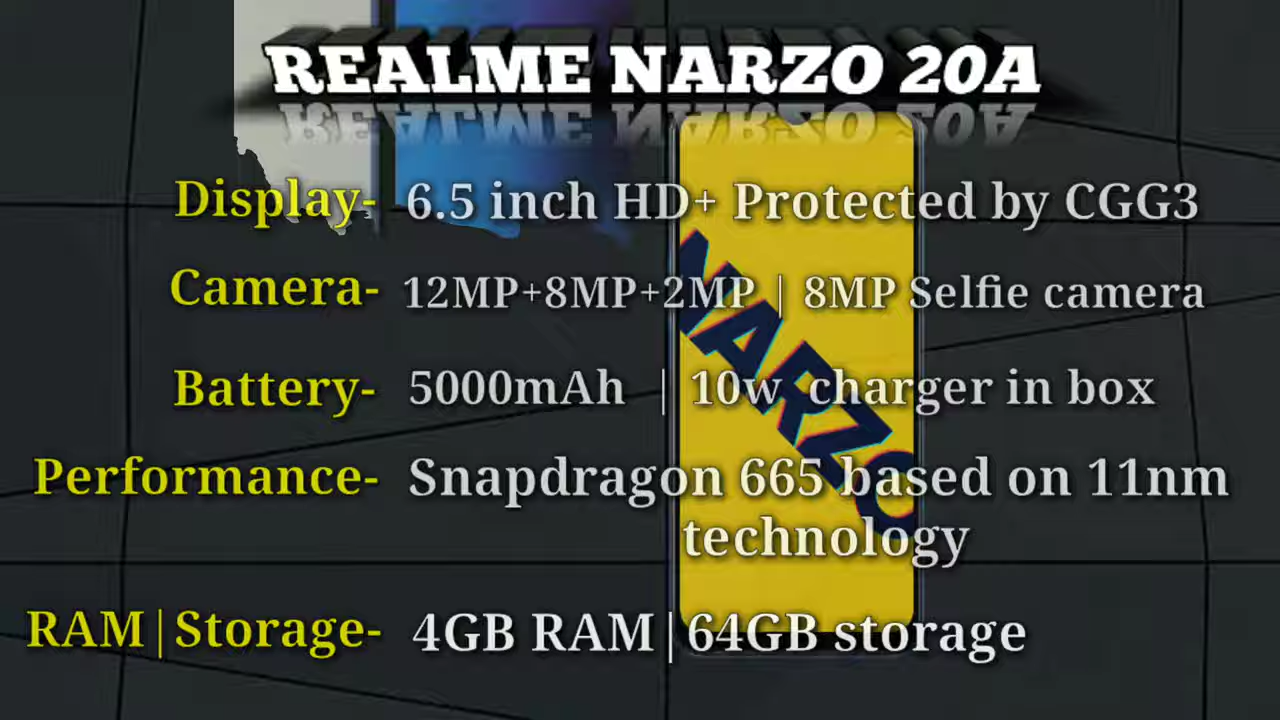 REALME NARZO 20A
Display- 6.5 inch HD+ Protected by CGG3
Camera- 12MP+8MP+2MP | 8MP Selfie camera
Battery- 5000mAh | 10w charger in box
Performance- Snapdragon 665 based on 11nm
technology
RAM|Storage- 4GB RAM|64GB storage
NARZO